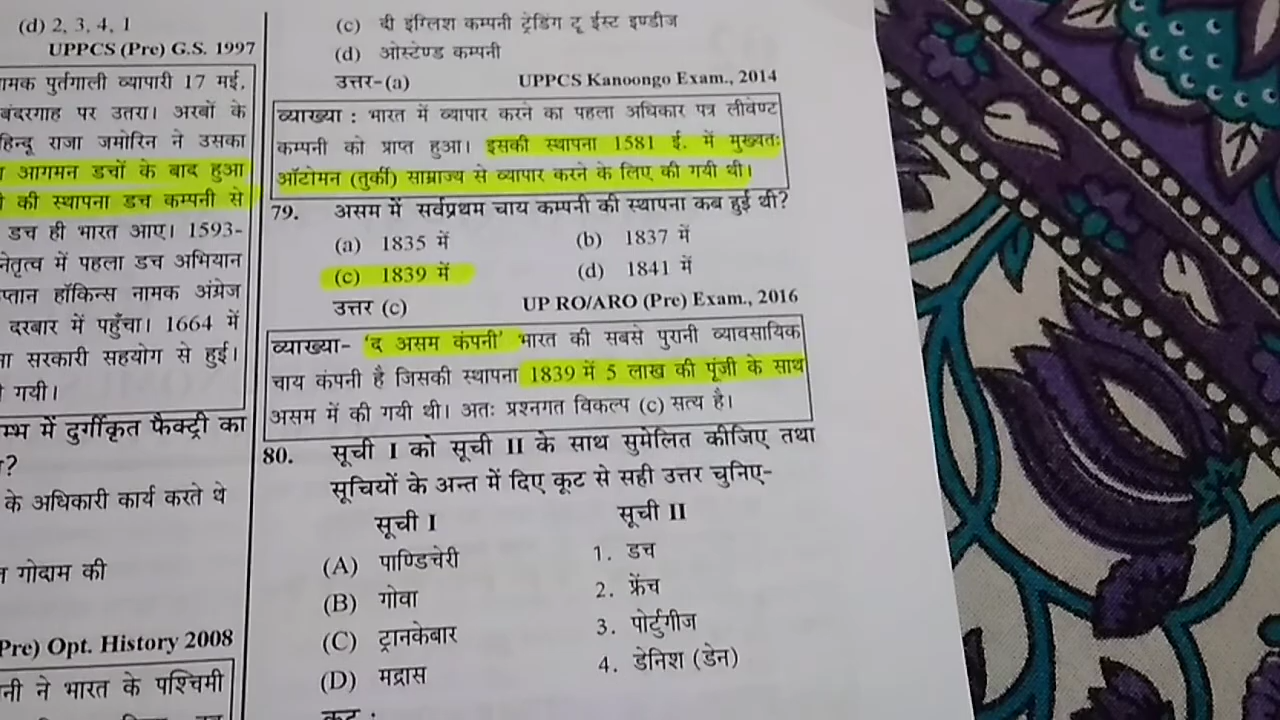 (d) 2, 3, 4, 1
UPPCS (Pre) G.S. 1997
पुर्तगाली व्यापारी 17 मई,
बंदरगाह पर उतरा। अरबों के
हिन्दू राजा जमोरिन ने उसका
आगमन डचों के बाद हुआ
की स्थापना डच कम्पनी से
डच ही भारत आए। 1593-
नेतृत्व में पहला डच अभियान
हॉकिन्स नामक अंग्रेज
दरबार में पहुँचा। 1664 में
सरकारी सहयोग से हुई।
गयी।
में दुर्गीकृत फैक्ट्री का
?
के अधिकारी कार्य करते थे
गोदाम की
Pre) Opt. History 2008
ने भारत के पश्चिमी
(c) दी इंग्लिश कम्पनी ट्रेडिंग टू ईस्ट इण्डीज
(d) ओस्टेण्ड कम्पनी
उत्तर-(a) UPPCS Kanoongo Exam., 2014
व्याख्या : भारत में व्यापार करने का पहला अधिकार पत्र लीवेण्ट
कम्पनी को प्राप्त हुआ। इसकी स्थापना 1581 ई. में मुख्यतः
ऑटोमन (तुर्की) साम्राज्य से व्यापार करने के लिए की गयी थी।
79. असम में सर्वप्रथम चाय कम्पनी की स्थापना कब हुई थी?
(a) 1835 में (b) 1837 में
(c) 1839 में (d) 1841 में
उत्तर (c) UP RO/ARO (Pre) Exam., 2016
व्याख्या- 'द असम कंपनी' भारत की सबसे पुरानी व्यावसायिक
चाय कंपनी है जिसकी स्थापना 1839 में 5 लाख की पूंजी के साथ
असम में की गयी थी। अतः प्रश्नगत विकल्प (c) सत्य है।
80. सूची I को सूची II के साथ सुमेलित कीजिए तथा
सूचियों के अन्त में दिए कूट से सही उत्तर चुनिए-
सूची I सूची II
(A) पाण्डिचेरी 1. डच
(B) गोवा 2. फ्रेंच
(C) ट्रानकेबार 3. पोर्टुगीज
(D) मद्रास 4. डेनिश (डेन)
कूट :